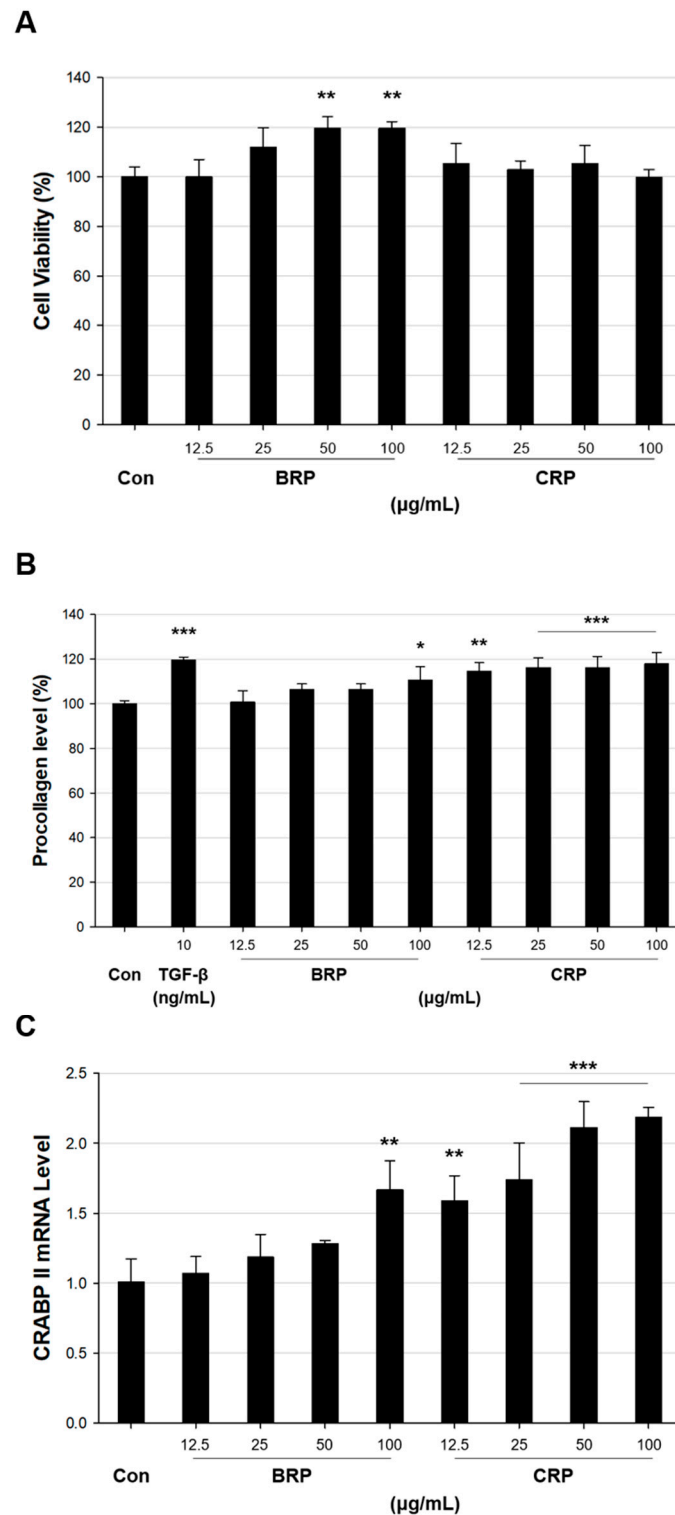 A
Cell Viability (%)
140
120
100
80
60
40
20
0
** **
12.5 25 50 100 12.5 25 50 100
Con BRP CRP
(μg/mL)
B
Procollagen level (%)
140
120
100
80
60
40
20
0
*** * ** ***
10 12.5 25 50 100 12.5 25 50 100
Con TGF-β BRP CRP
(ng/mL) (μg/mL)
C
CRABP II mRNA Level
2.5
2.0
1.5
1.0
0.5
0.0
** ** ***
12.5 25 50 100 12.5 25 50 100
Con BRP CRP
(μg/mL)